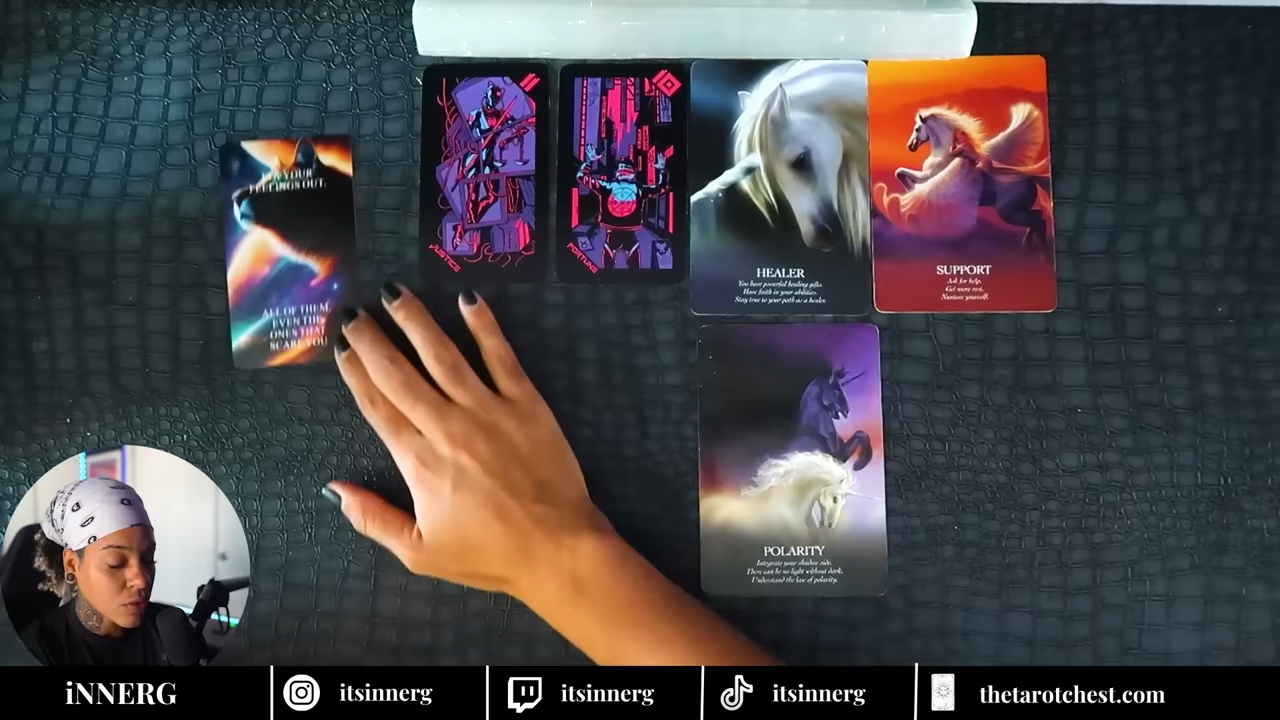 YOUR
FEELINGS OUT.
ALL OF THEM
EVEN THE
ONES THAT
SCARE YOU
JUSTICE
FORTUNE
HEALER
You have powerful healing gifts.
Have faith in your abilities.
Stay true to your path as a healer.
SUPPORT
Ask for help.
Get more rest.
Nurture yourself.
POLARITY
Integrate your shadow side.
There can be no light without dark.
Understand the law of polarity.
iNNERG
itsinnerg
itsinnerg
itsinnerg
thetarotchest.com